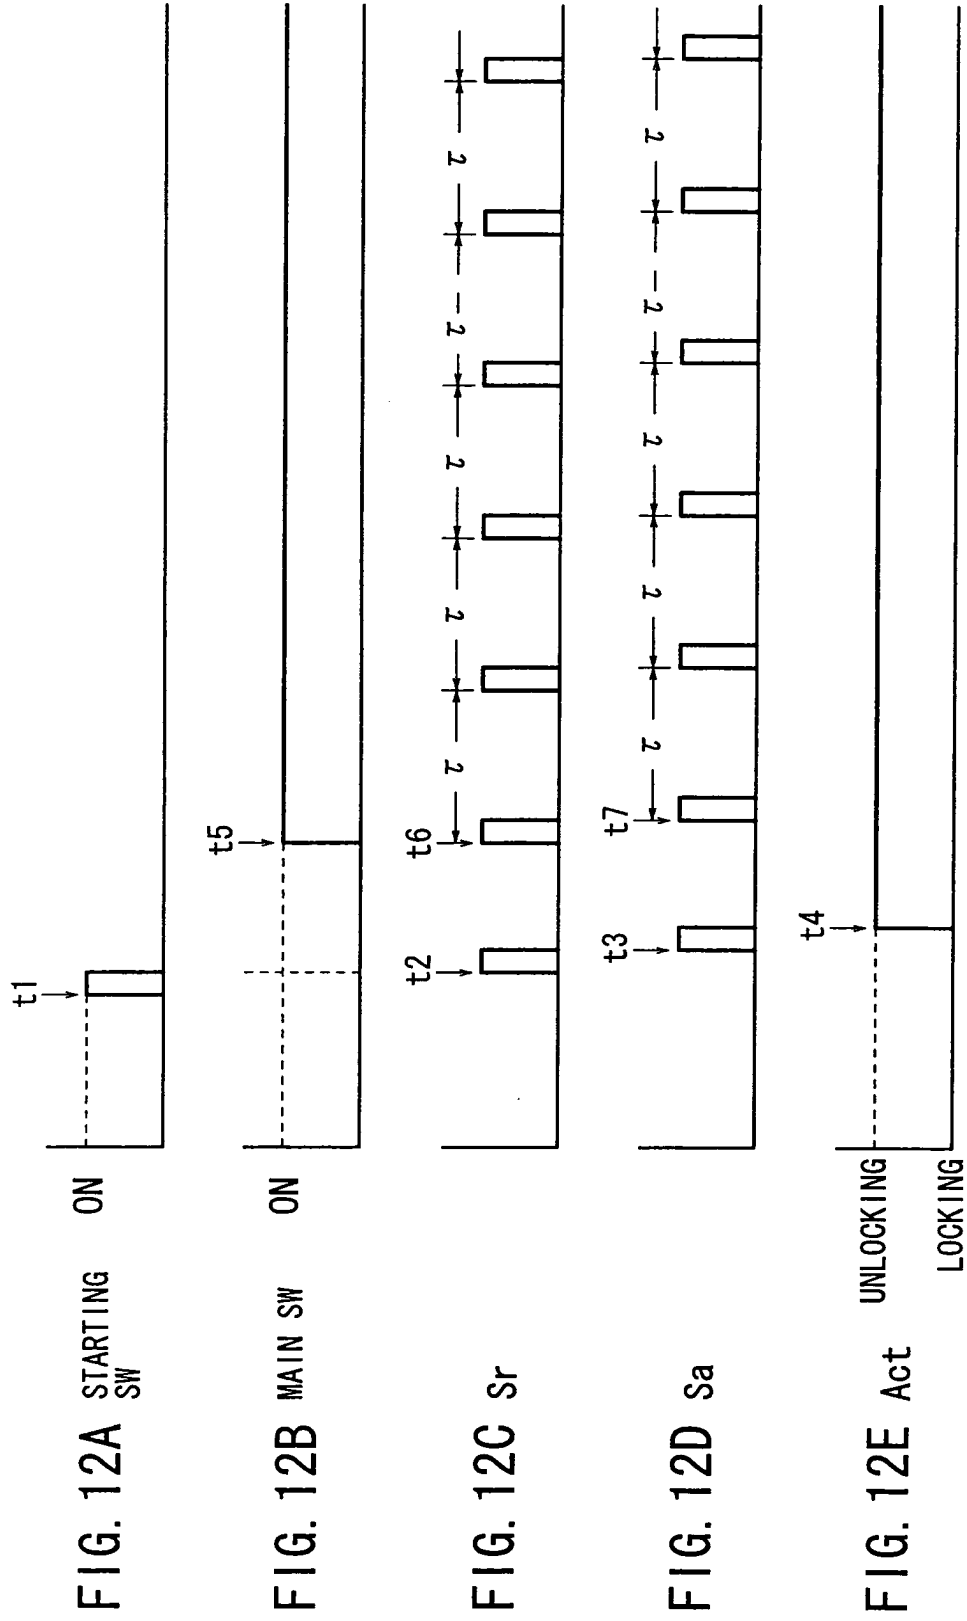 FIG. 12A STARTING SW
ON
t1
FIG. 12B MAIN SW
ON
t5
FIG. 12C Sr
t2
t6
τ τ τ τ τ
FIG. 12D Sa
t3
t7
τ τ τ τ τ
FIG. 12E Act
UNLOCKING
LOCKING
t4